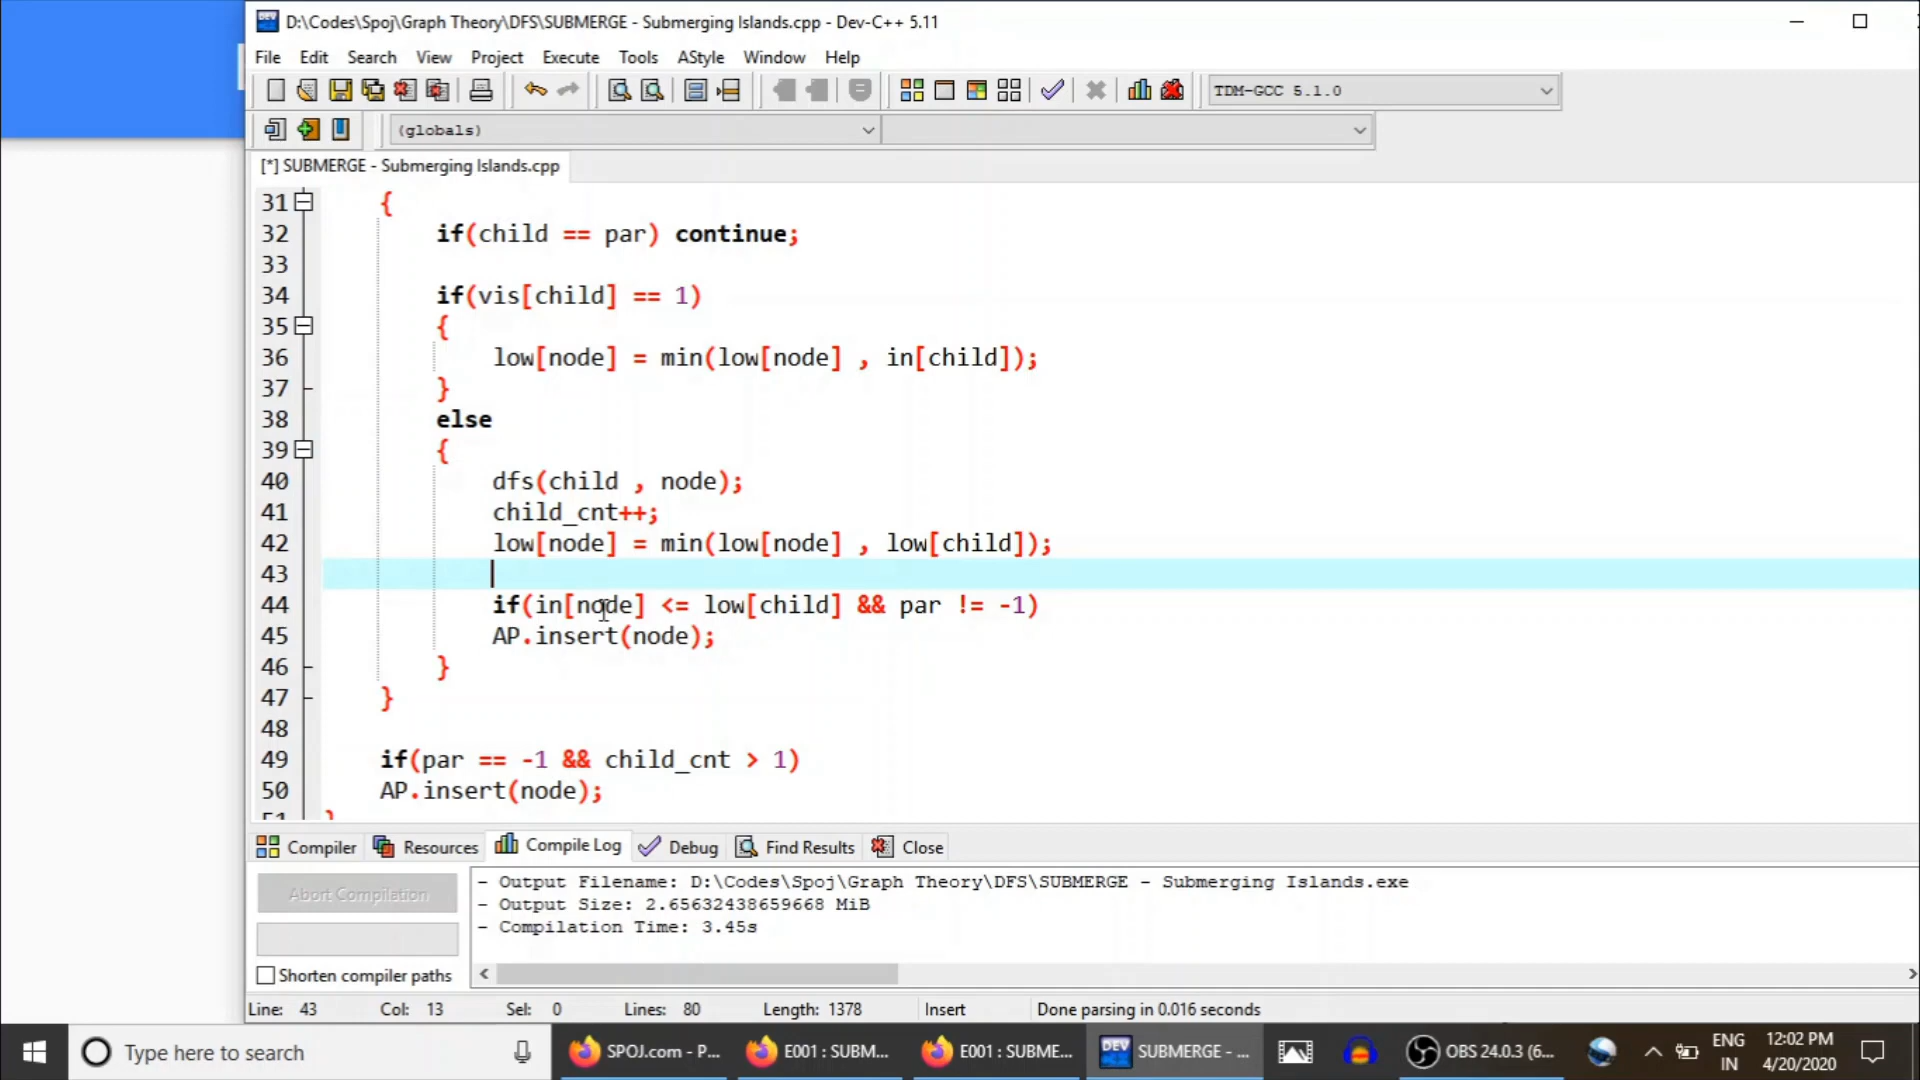 D:\Codes\Spoj\Graph Theory\DFS\SUBMERGE - Submerging Islands.cpp - Dev-C++ 5.11
File Edit Search View Project Execute Tools AStyle Window Help
TDM-GCC 5.1.0
(globals)
[*] SUBMERGE - Submerging Islands.cpp
31 {
32 if(child == par) continue;
33
34 if(vis[child] == 1)
35 {
36 low[node] = min(low[node] , in[child]);
37 }
38 else
39 {
40 dfs(child , node);
41 child_cnt++;
42 low[node] = min(low[node] , low[child]);
43
44 if(in[node] <= low[child] && par != -1)
45 AP.insert(node);
46 }
47 }
48
49 if(par == -1 && child_cnt > 1)
50 AP.insert(node);
51 }
Compiler Resources Compile Log Debug Find Results Close
Abort Compilation
Shorten compiler paths
- Output Filename: D:\Codes\Spoj\Graph Theory\DFS\SUBMERGE - Submerging Islands.exe
- Output Size: 2.65632438659668 MiB
- Compilation Time: 3.45s
Line: 43 Col: 13 Sel: 0 Lines: 80 Length: 1378 Insert Done parsing in 0.016 seconds
Type here to search
SPOJ.com - P...
E001 : SUBM...
E001 : SUBME...
DEV SUBMERGE - ...
OBS 24.0.3 (6...
ENG
IN
12:02 PM
4/20/2020